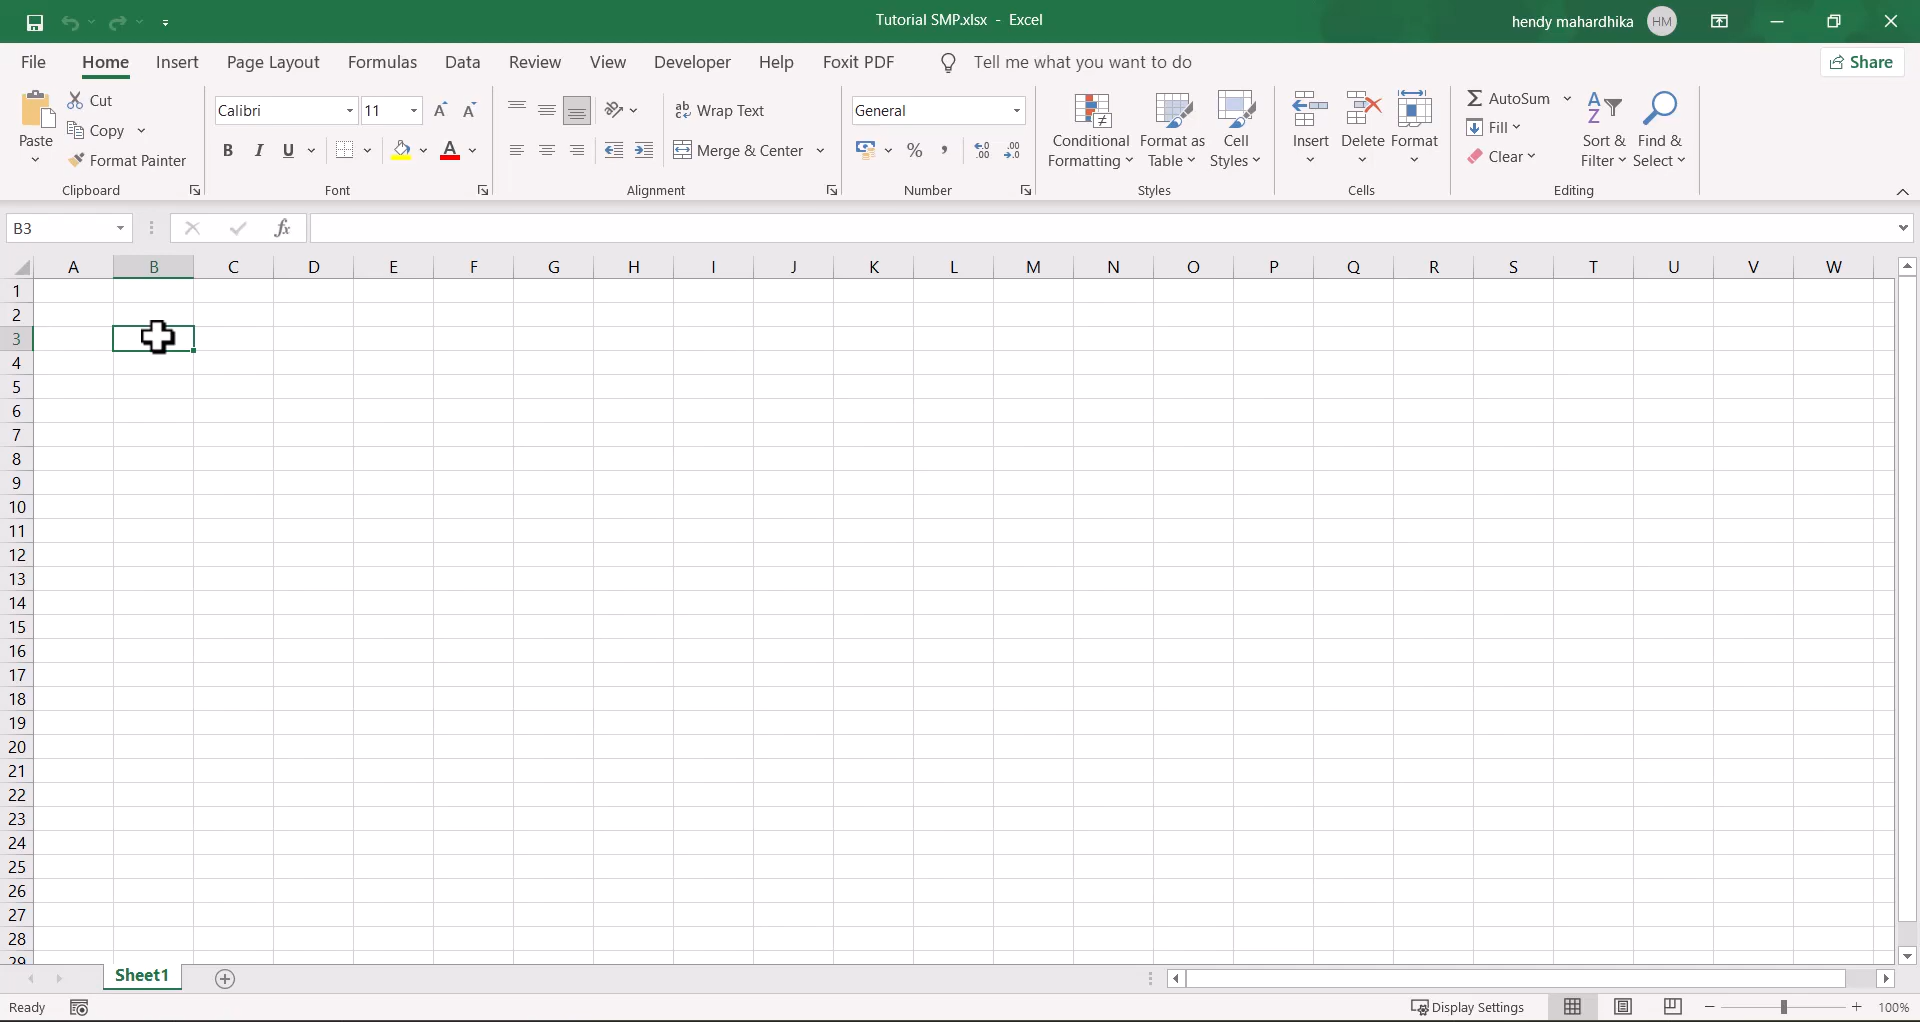 Tutorial SMP.xlsx - Excel
hendy mahardhika HM
File Home Insert Page Layout Formulas Data Review View Developer Help Foxit PDF Tell me what you want to do Share
Paste
Cut
Copy
Format Painter
Clipboard
Calibri 11
B I U A
Font
Wrap Text
Merge & Center
Alignment
General
% ,
Number
Conditional Formatting
Format as Table
Cell Styles
Styles
Insert Delete Format
Cells
AutoSum
Fill
Clear
Sort & Filter
Find & Select
Editing
B3 fx
A B C D E F G H I J K L M N O P Q R S T U V W
1
2
3
4
5
6
7
8
9
10
11
12
13
14
15
16
17
18
19
20
21
22
23
24
25
26
27
28
29
Sheet1
Ready Display Settings 100%